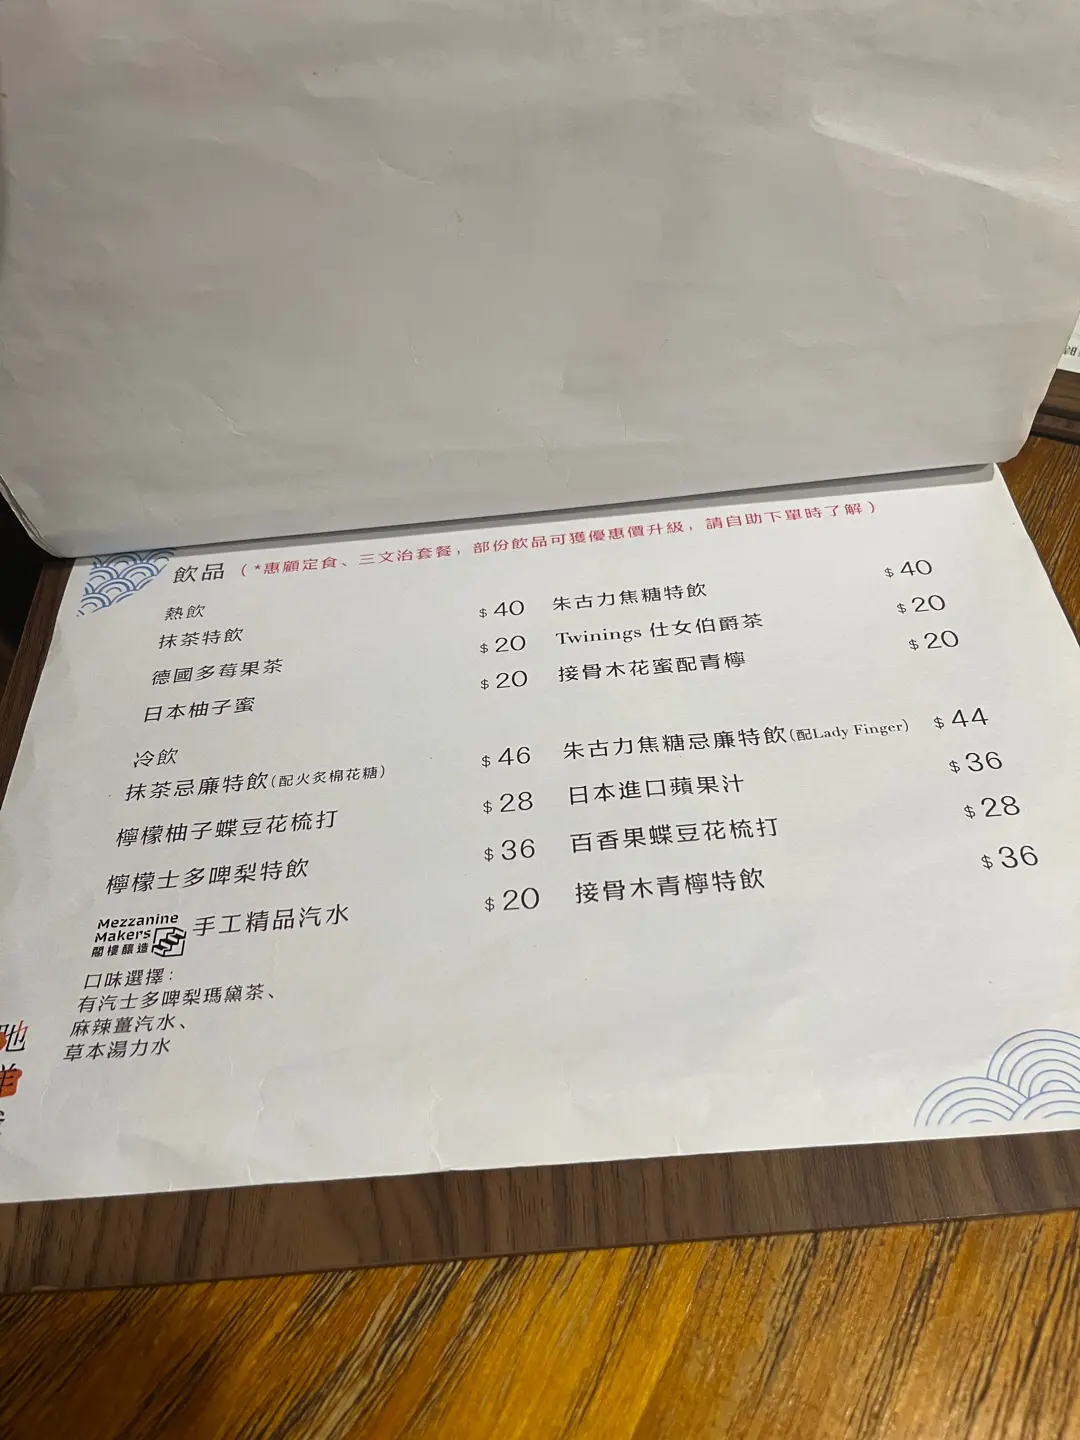 飲品 (*惠顧定食、三文治套餐，部份飲品可獲優惠價升級，請自助下單時了解)
熱飲
抹茶特飲 $40 朱古力焦糖特飲 $40
德國多莓果茶 $20 Twinings 仕女伯爵茶 $20
日本柚子蜜 $20 接骨木花蜜配青檸 $20
冷飲
抹茶忌廉特飲(配火炙棉花糖) $46 朱古力焦糖忌廉特飲(配Lady Finger) $44
檸檬柚子蝶豆花梳打 $28 日本進口蘋果汁 $36
檸檬士多啤梨特飲 $36 百香果蝶豆花梳打 $28
Mezzanine
Makers
閣樓釀造
手工精品汽水 $20 接骨木青檸特飲 $36
口味選擇：
有汽士多啤梨瑪黛茶、
麻辣薑汽水、
草本湯力水